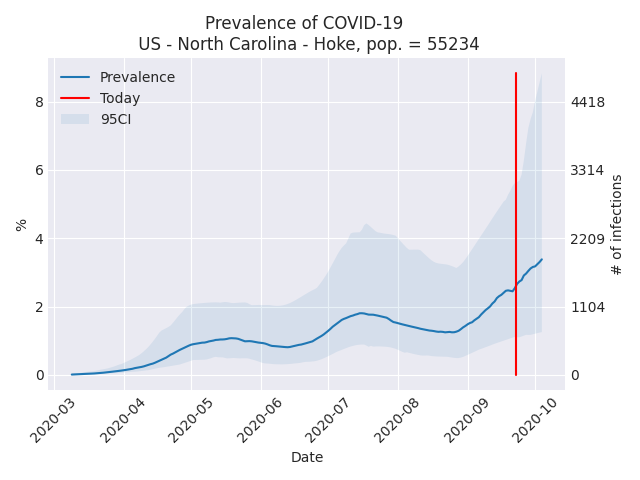 Prevalence of COVID-19
US - North Carolina - Hoke, pop. = 55234
Prevalence
Today
95CI
8
6
4
2
0
%
4418
3314
2209
1104
0
# of infections
2020-03
2020-04
2020-05
2020-06
2020-07
2020-08
2020-09
2020-10
Date